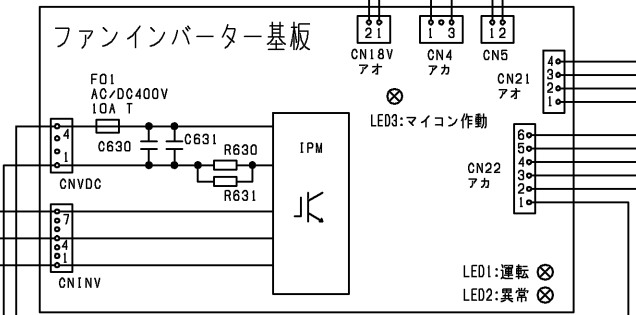 ファンインバーター基板
2 1
CN18V
アオ
1 3
CN4
アカ
1 2
CN5
CN21
アオ
4
3
2
1
F01
AC/DC400V
10A T
LED3:マイコン作動
C630
C631
R630
R631
IPM
4
1
CNVDC
7
4
1
CNINV
CN22
アカ
6
5
4
3
2
1
LED1:運転
LED2:異常